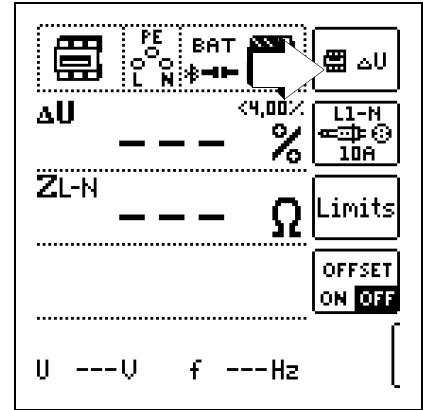 PE
L N
BAT
ΔU
ΔU
<4,00%
--- %
L1-N
10A
ZL-N
--- Ω
Limits
OFFSET
ON OFF
U ---V f ---Hz